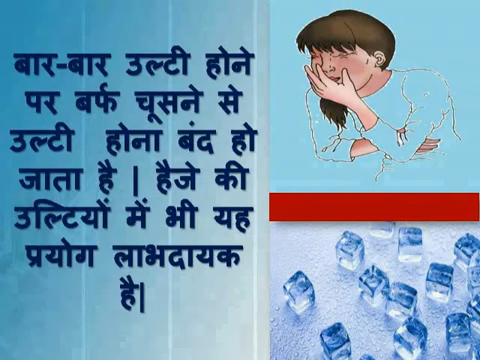 बार-बार उल्टी होने
पर बर्फ चूसने से
उल्टी होना बंद हो
जाता है | हैजे की
उल्टियों में भी यह
प्रयोग लाभदायक
है|